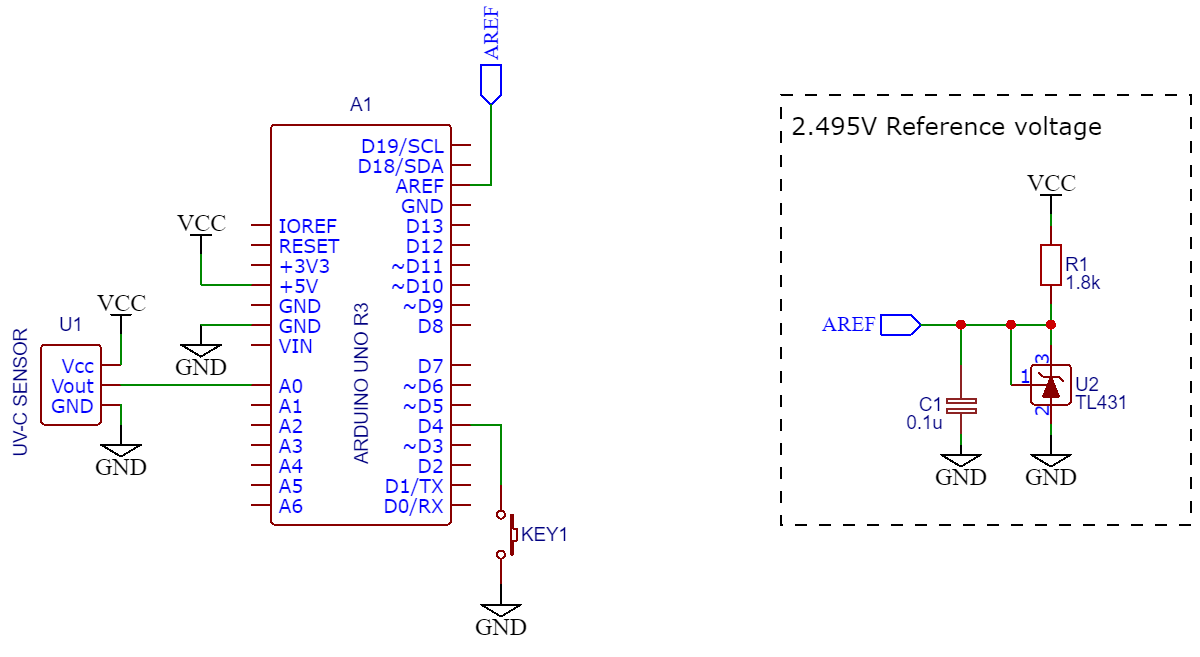 AREF
A1
D19/SCL
D18/SDA
AREF
GND
D13
D12
~D11
~D10
~D9
D8
D7
~D6
~D5
D4
~D3
D2
D1/TX
D0/RX
IOREF
RESET
+3V3
+5V
GND
GND
VIN
A0
A1
A2
A3
A4
A5
A6
ARDUINO UNO R3
VCC
GND
VCC
U1
UV-C SENSOR
Vcc
Vout
GND
GND
KEY1
GND
2.495V Reference voltage
VCC
R1
1.8k
AREF
3
1
2
U2
TL431
C1
0.1u
GND
GND